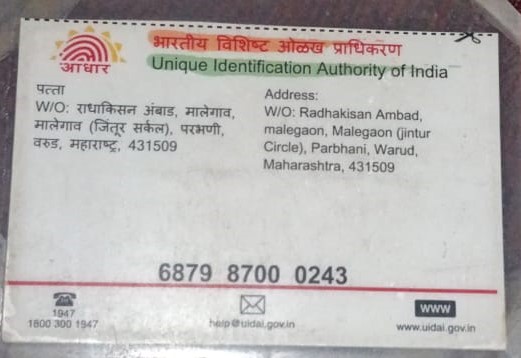 भारतीय विशिष्ट ओळख प्राधिकरण
Unique Identification Authority of India
आधार
पत्ता
W/O: राधाकिसन अंबाड, मालेगाव,
मालेगाव (जिंतूर सर्कल), परभणी,
वरुड, महाराष्ट्र, 431509
Address:
W/O: Radhakisan Ambad,
malegaon, Malegaon (jintur
Circle), Parbhani, Warud,
Maharashtra, 431509
6879 8700 0243
1947
1800 300 1947
help@uidai.gov.in
WWW
www.uidai.gov.in